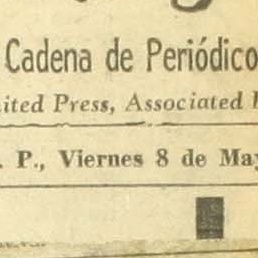 Cadena de Periódico
ited Press, Associated
. P., Viernes 8 de May